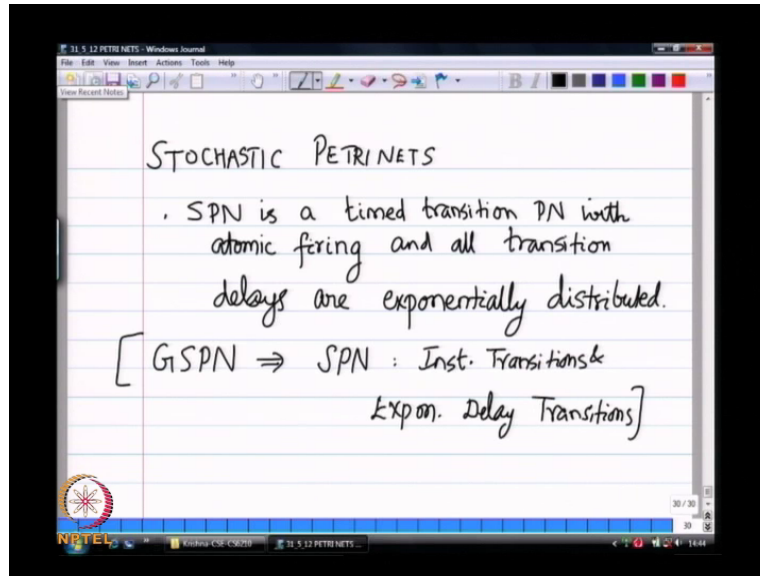 31_5_12 PETRI NETS - Windows Journal
File Edit View Insert Actions Tools Help
B I
View Recent Notes
STOCHASTIC PETRINETS
. SPN is a timed transition PN with
atomic firing and all transition
delays are exponentially distributed.
[GSPN ⇒ SPN : Inst. Transitions &
Expon. Delay Transitions]
30 / 30
30
NPTEL
Krishna-CSE-CS6210
31_5_12 PETRI NETS ...
14:44